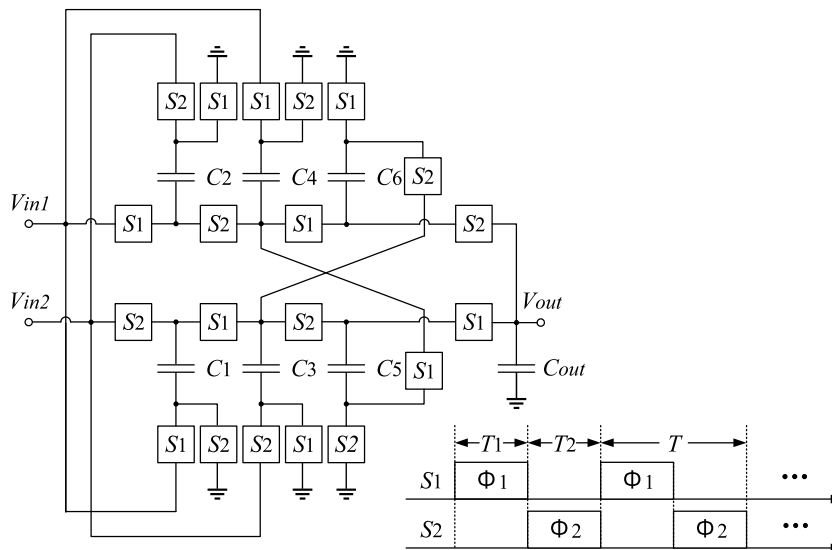 S2 S1 S1 S2 S1
C2 C4 C6 S2
Vin1
S1 S2 S1 S2
Vin2 Vout
S2 S1 S2 S1
C1 C3 C5 S1 Cout
S1 S2 S2 S1 S2
T1 T2 T
S1 Φ1 Φ1 •••
S2 Φ2 Φ2 •••